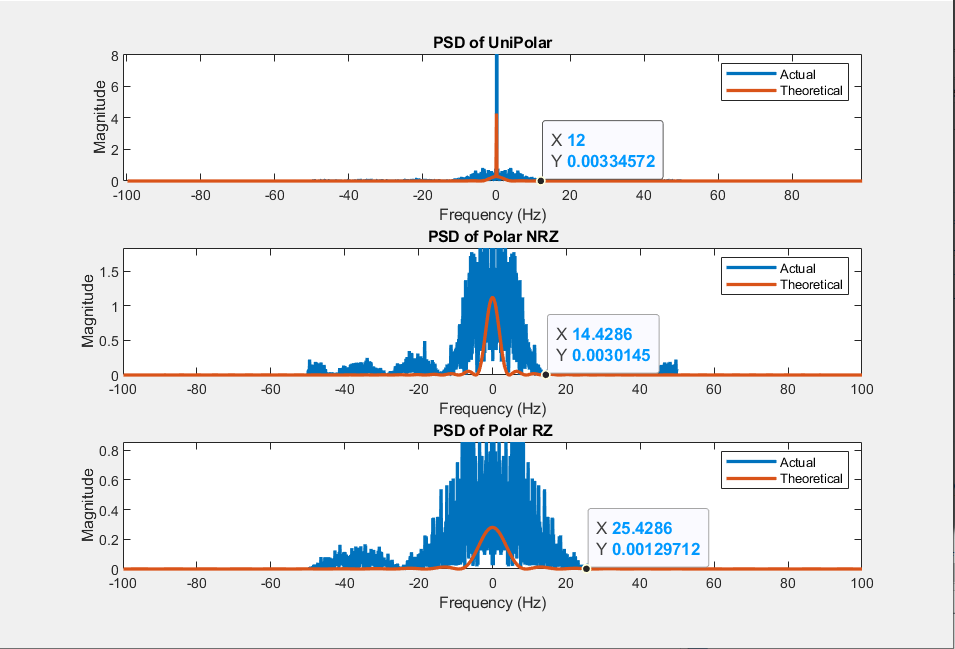 PSD of UniPolar
8
6
4
2
0
Magnitude
Actual
Theoretical
X 12
Y 0.00334572
-100 -80 -60 -40 -20 0 20 40 60 80
Frequency (Hz)
PSD of Polar NRZ
1.5
1
0.5
0
Magnitude
Actual
Theoretical
X 14.4286
Y 0.0030145
-100 -80 -60 -40 -20 0 20 40 60 80 100
Frequency (Hz)
PSD of Polar RZ
0.8
0.6
0.4
0.2
0
Magnitude
Actual
Theoretical
X 25.4286
Y 0.00129712
-100 -80 -60 -40 -20 0 20 40 60 80 100
Frequency (Hz)